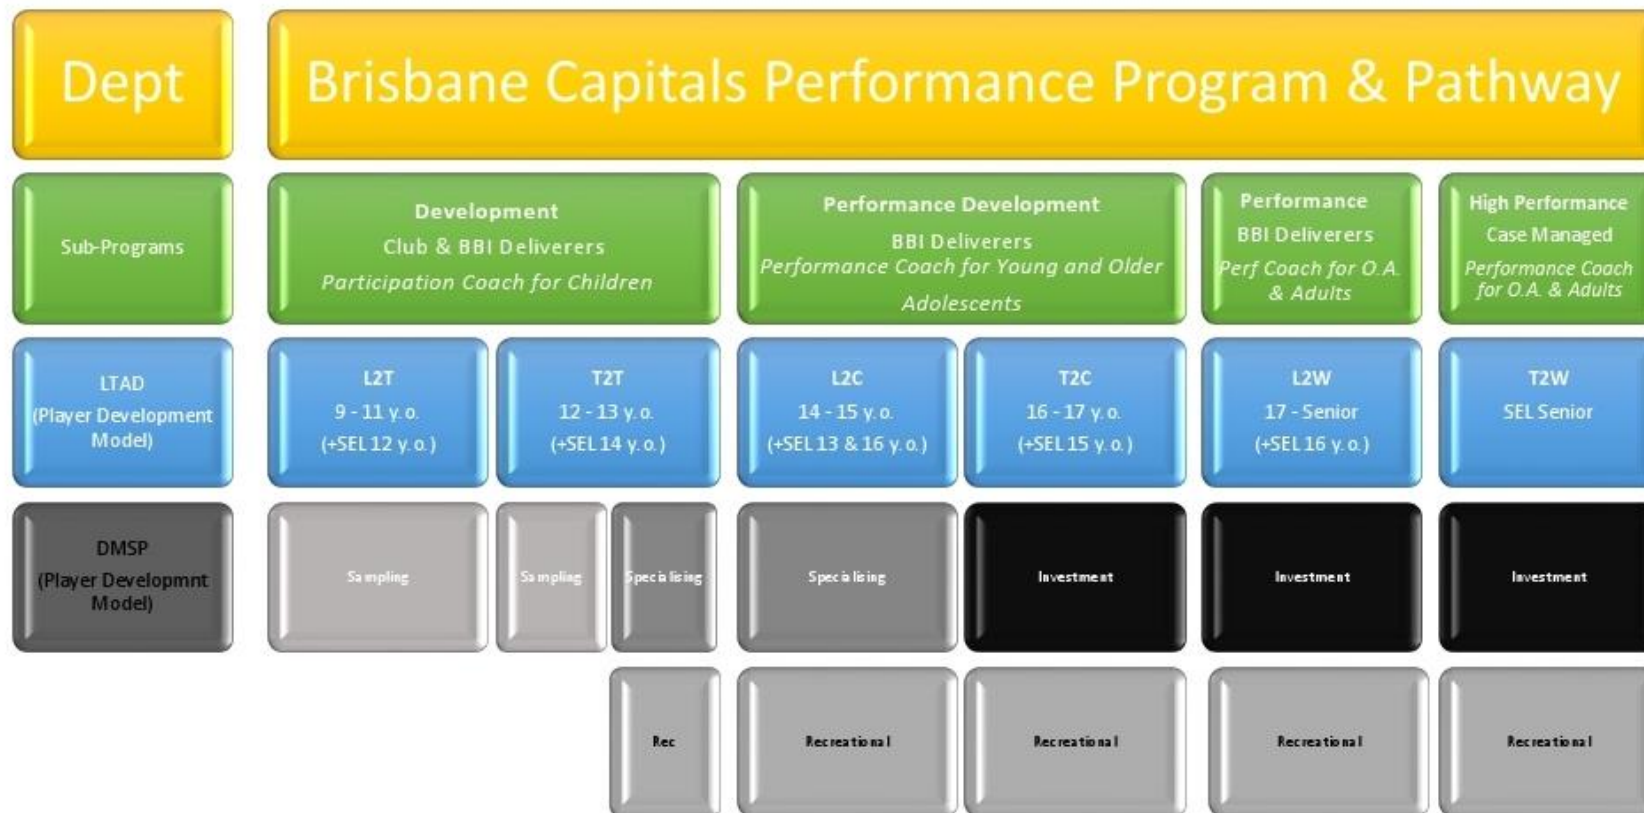 Dept
Brisbane Capitals Performance Program & Pathway
Sub-Programs
Development
Club & BBI Deliverers
Participation Coach for Children
Performance Development
BBI Deliverers
Performance Coach for Young and Older
Adolescents
Performance
BBI Deliverers
Perf Coach for O.A.
& Adults
High Performance
Case Managed
Performance Coach
for O.A. & Adults
LTAD
(Player Development
Model)
L2T
9 - 11 y.o.
(+SEL 12 y.o.)
T2T
12 - 13 y.o.
(+SEL 14 y.o.)
L2C
14 - 15 y.o.
(+SEL 13 & 16 y.o.)
T2C
16 - 17 y.o.
(+SEL 15 y.o.)
L2W
17 - Senior
(+SEL 16 y.o.)
T2W
SEL Senior
DMSP
(Player Developmnt
Model)
Sampling
Sampling
Specialising
Specialising
Investment
Investment
Investment
Rec
Recreational
Recreational
Recreational
Recreational